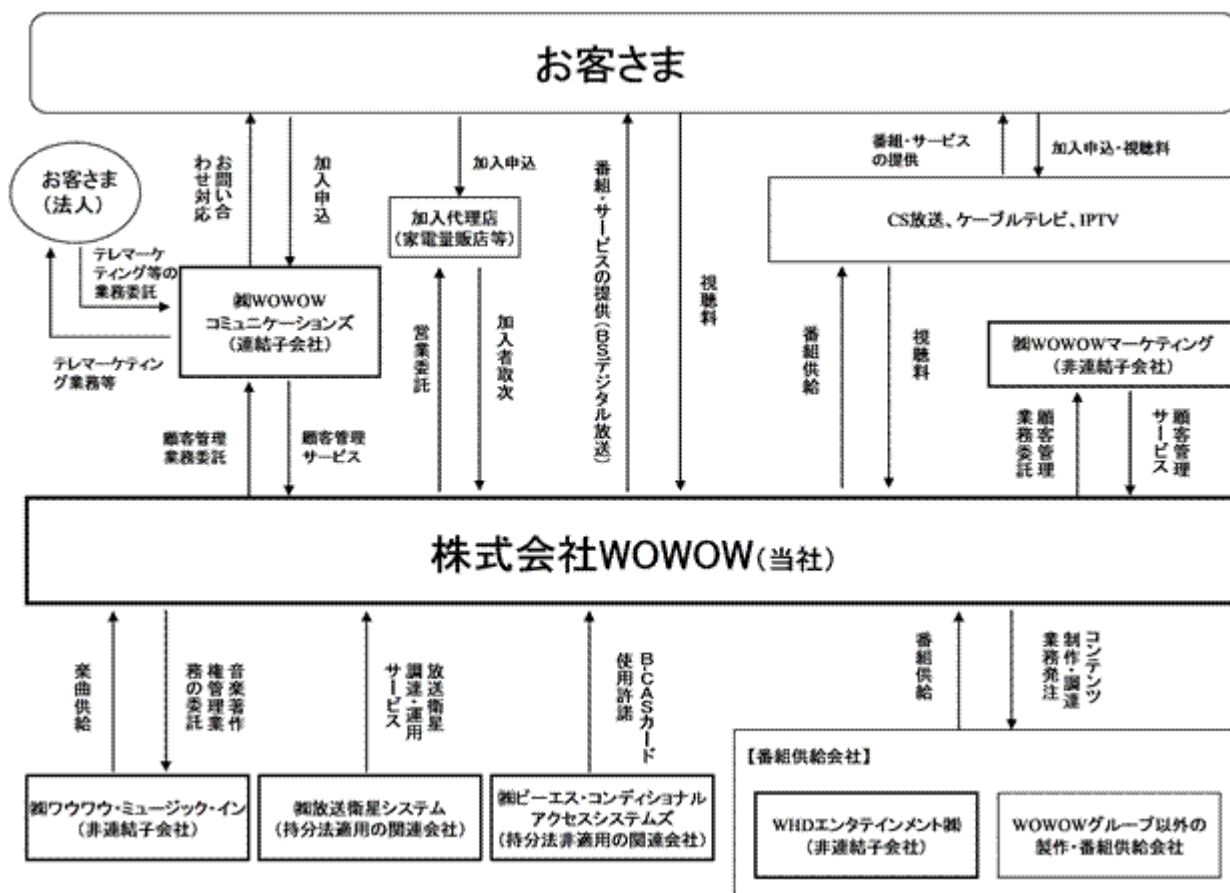 お客さま
お客さま
（法人）
お問い合
わせ対応
加入申込
加入申込
番組・サービスの提供（BSデジタル放送）
視聴料
番組・サービス
の提供
加入申込・視聴料
加入代理店
（家電量販店等）
CS放送、ケーブルテレビ、IPTV
テレマーケ
ティング等の
業務委託
テレマーケティン
グ業務等
㈱WOWOW
コミュニケーションズ
（連結子会社）
営業委託
加入者取次
番組供給
視聴料
㈱WOWOWマーケティング
（非連結子会社）
顧客管理
業務委託
顧客管理
サービス
顧客管理
業務委託
顧客管理
サービス
株式会社WOWOW（当社）
楽曲供給
音楽著作
権管理業
務の委託
放送衛星
調達・運用
サービス
B-CASカード
使用許諾
番組供給
コンテンツ
制作・調達
業務発注
㈱ワウワウ・ミュージック・イン
（非連結子会社）
㈱放送衛星システム
（持分法適用の関連会社）
㈱ビーエス・コンディショナル
アクセスシステムズ
（持分法非適用の関連会社）
【番組供給会社】
WHDエンタテインメント㈱
（非連結子会社）
WOWOWグループ以外の
製作・番組供給会社